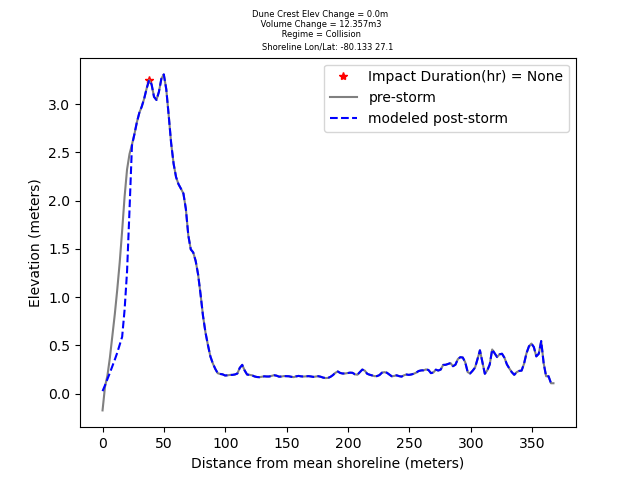 Dune Crest Elev Change = 0.0m
Volume Change = 12.357m3
Regime = Collision
Shoreline Lon/Lat: -80.133 27.1
Impact Duration(hr) = None
pre-storm
modeled post-storm
Elevation (meters)
3.0
2.5
2.0
1.5
1.0
0.5
0.0
0 50 100 150 200 250 300 350
Distance from mean shoreline (meters)